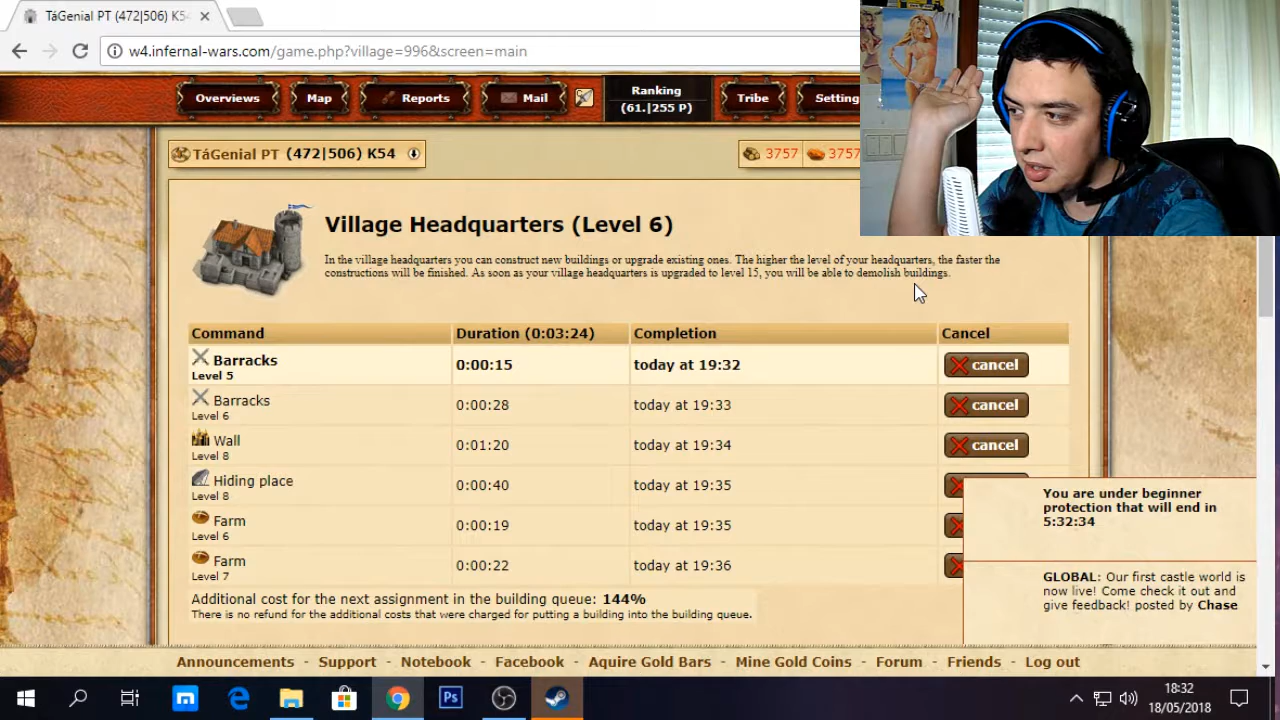 TáGenial PT (472|506) K5
w4.infernal-wars.com/game.php?village=996&screen=main
Overviews
Map
Reports
Mail
Ranking
(61.|255 P)
Tribe
Setting
TáGenial PT (472|506) K54
3757
3757
Village Headquarters (Level 6)
In the village headquarters you can construct new buildings or upgrade existing ones. The higher the level of your headquarters, the faster the
constructions will be finished. As soon as your village headquarters is upgraded to level 15, you will be able to demolish buildings.
Command Duration (0:03:24) Completion Cancel
Barracks
Level 5
0:00:15 today at 19:32 cancel
Barracks
Level 6
0:00:28 today at 19:33 cancel
Wall
Level 8
0:01:20 today at 19:34 cancel
Hiding place
Level 8
0:00:40 today at 19:35
Farm
Level 6
0:00:19 today at 19:35
Farm
Level 7
0:00:22 today at 19:36
Additional cost for the next assignment in the building queue: 144%
There is no refund for the additional costs that were charged for putting a building into the building queue.
You are under beginner
protection that will end in
5:32:34
GLOBAL: Our first castle world is
now live! Come check it out and
give feedback! posted by Chase
Announcements - Support - Notebook - Facebook - Aquire Gold Bars - Mine Gold Coins - Forum - Friends - Log out
Ps
18:32
18/05/2018